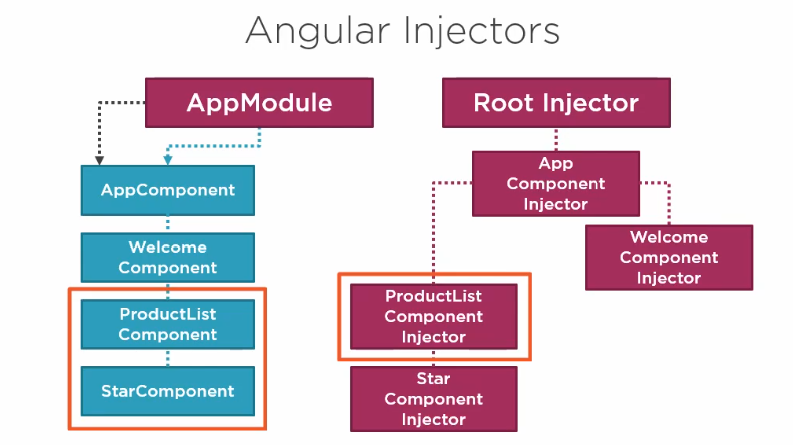 Angular Injectors
AppModule
Root Injector
AppComponent
App
Component
Injector
Welcome
Component
Welcome
Component
Injector
ProductList
Component
ProductList
Component
Injector
StarComponent
Star
Component
Injector